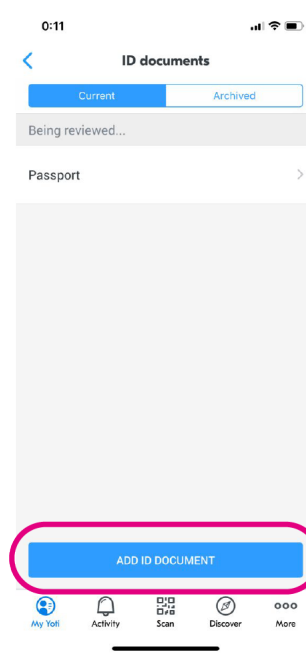 0:11
ID documents
Current Archived
Being reviewed...
Passport
ADD ID DOCUMENT
My Yoti Activity Scan Discover More